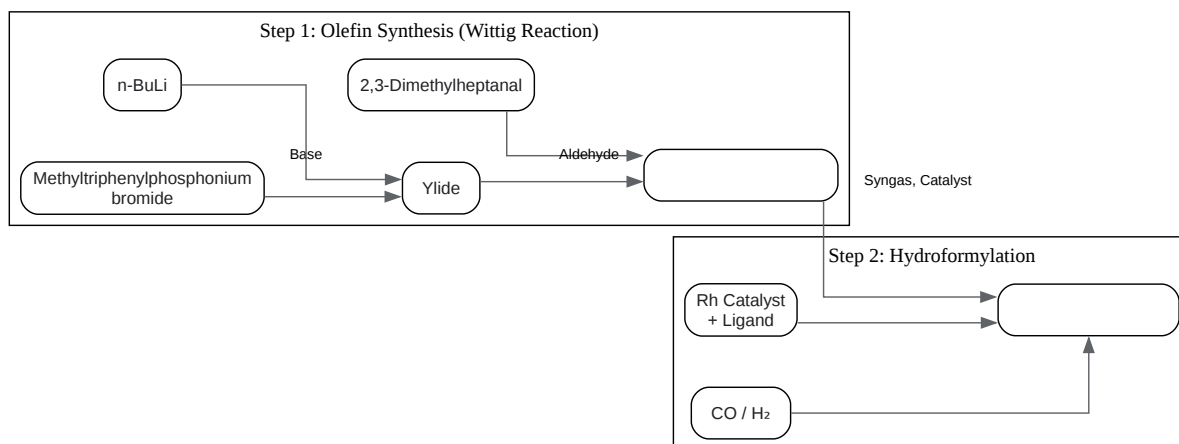 Step 1: Olefin Synthesis (Wittig Reaction)
n-BuLi
2,3-Dimethylheptanal
Base
Aldehyde
Methyltriphenylphosphonium
bromide
Ylide
Syngas, Catalyst
Step 2: Hydroformylation
Rh Catalyst
+ Ligand
CO / H₂